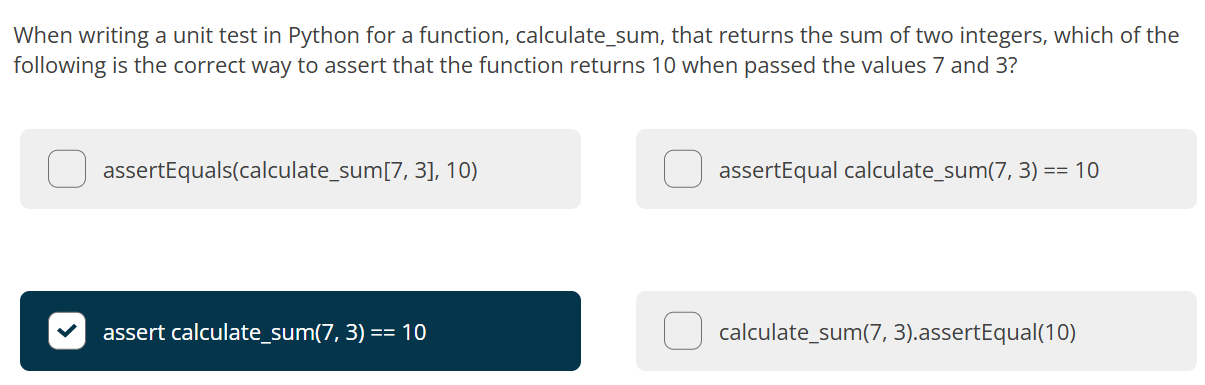 When writing a unit test in Python for a function, calculate_sum, that returns the sum of two integers, which of the
following is the correct way to assert that the function returns 10 when passed the values 7 and 3?
assertEquals(calculate_sum[7, 3], 10)
assertEqual calculate_sum(7, 3) == 10
assert calculate_sum(7, 3) == 10
calculate_sum(7, 3).assertEqual(10)